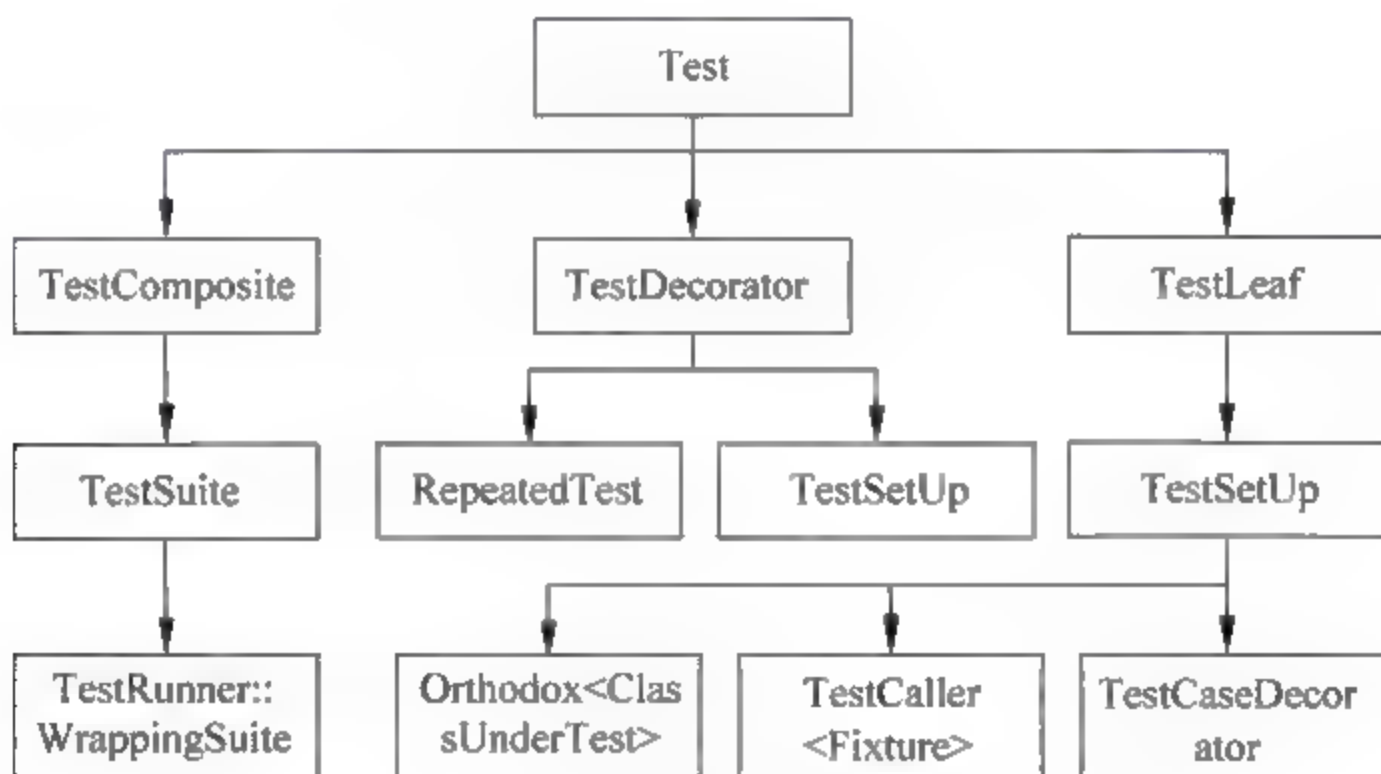 Test
TestComposite
TestDecorator
TestLeaf
TestSuite
RepeatedTest
TestSetUp
TestSetUp
TestRunner::
WrappingSuite
Orthodox<Clas
sUnderTest>
TestCaller
<Fixture>
TestCaseDecor
ator